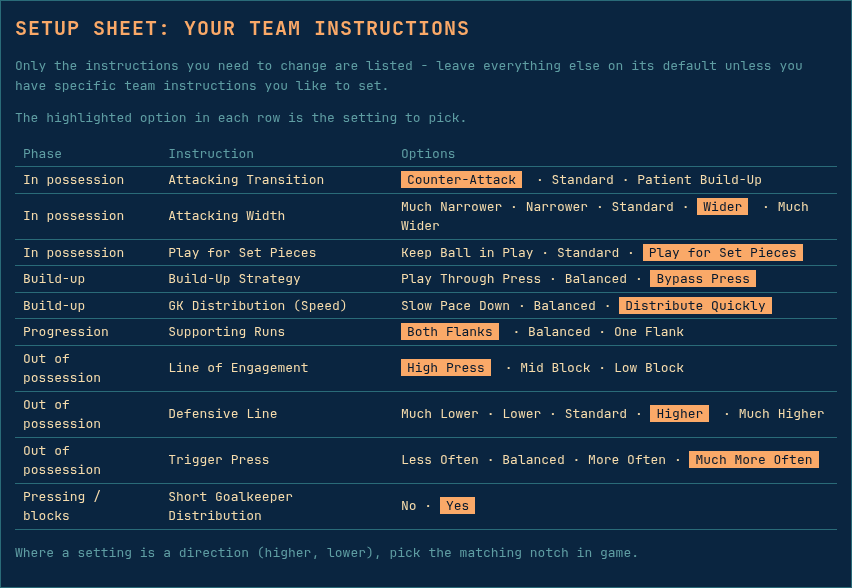 SETUP SHEET: YOUR TEAM INSTRUCTIONS
Only the instructions you need to change are listed - leave everything else on its default unless you
have specific team instructions you like to set.
The highlighted option in each row is the setting to pick.
Phase Instruction Options
In possession Attacking Transition Counter-Attack · Standard · Patient Build-Up
In possession Attacking Width Much Narrower · Narrower · Standard · Wider · Much
Wider
In possession Play for Set Pieces Keep Ball in Play · Standard · Play for Set Pieces
Build-up Build-Up Strategy Play Through Press · Balanced · Bypass Press
Build-up GK Distribution (Speed) Slow Pace Down · Balanced · Distribute Quickly
Progression Supporting Runs Both Flanks · Balanced · One Flank
Out of
possession Line of Engagement High Press · Mid Block · Low Block
Out of
possession Defensive Line Much Lower · Lower · Standard · Higher · Much Higher
Out of
possession Trigger Press Less Often · Balanced · More Often · Much More Often
Pressing / Short Goalkeeper
blocks Distribution No · Yes
Where a setting is a direction (higher, lower), pick the matching notch in game.